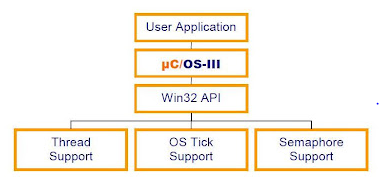 User Application
µC/OS-III
Win32 API
Thread
Support
OS Tick
Support
Semaphore
Support